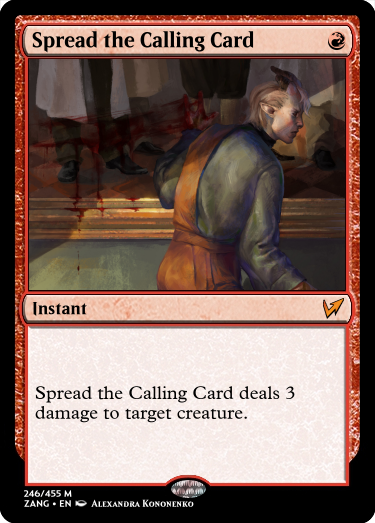 Spread the Calling Card
Instant
Spread the Calling Card deals 3
damage to target creature.
246/455 M
ZANG • EN Alexandra Kononenko